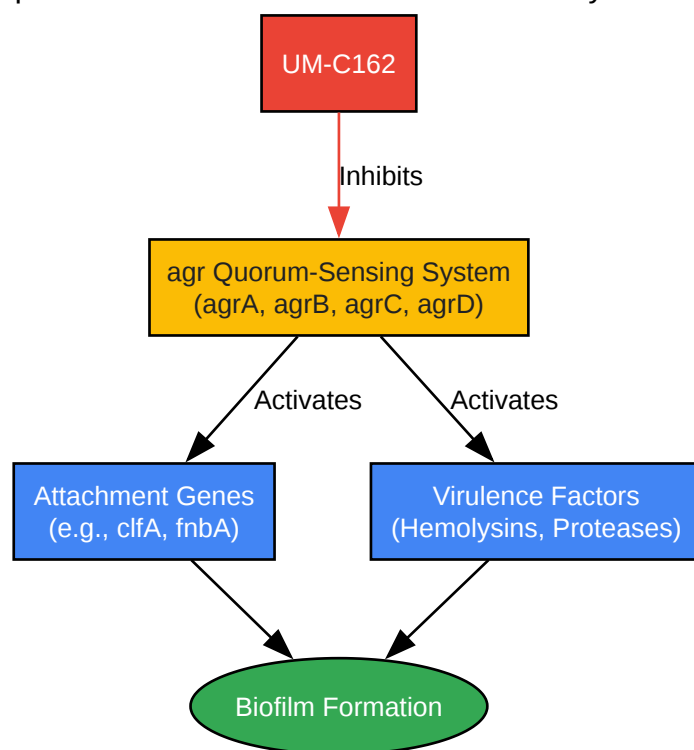 UM-C162
Inhibits
agr Quorum-Sensing System
(agrA, agrB, agrC, agrD)
Activates
Activates
Attachment Genes
(e.g., clfA, fnbA)
Virulence Factors
(Hemolysins, Proteases)
Biofilm Formation